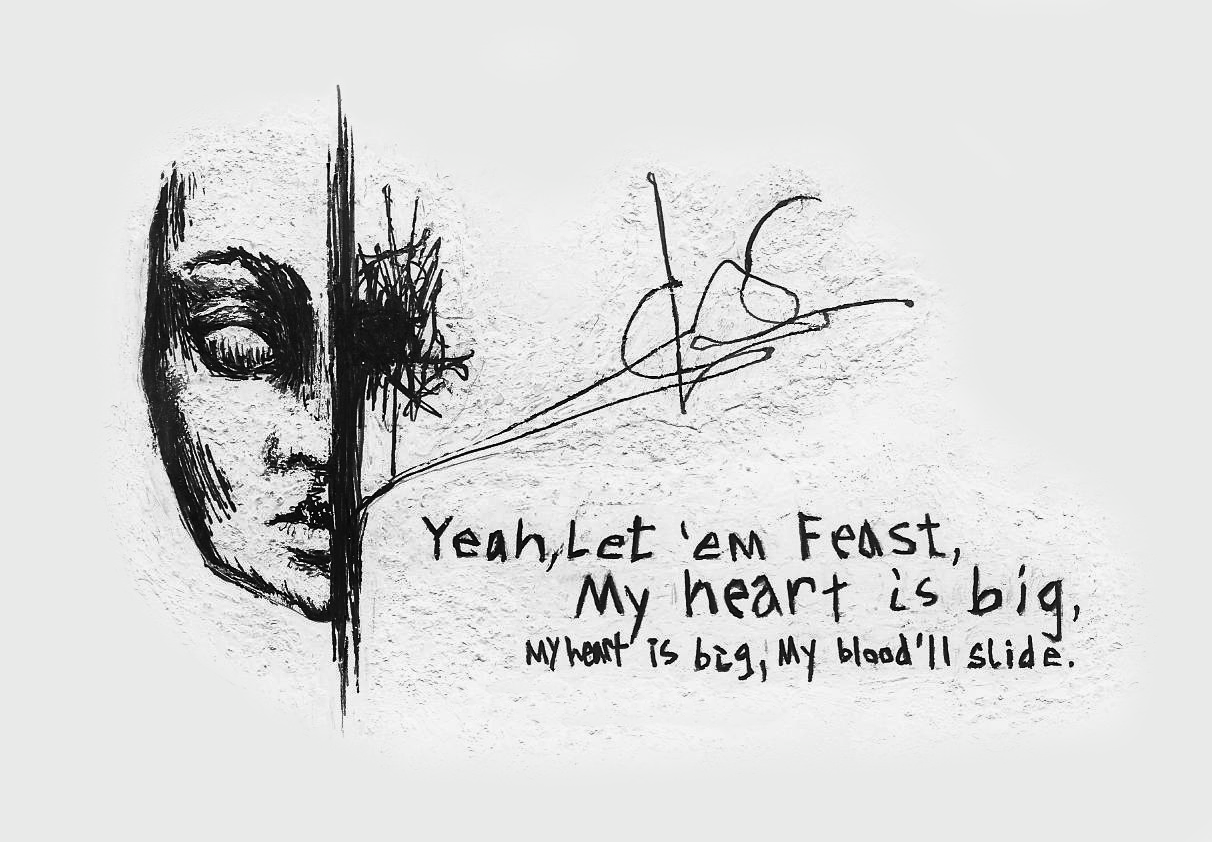 Yeah, Let 'em Feast,
My heart is big,
My heart is big, My blood'll slide.